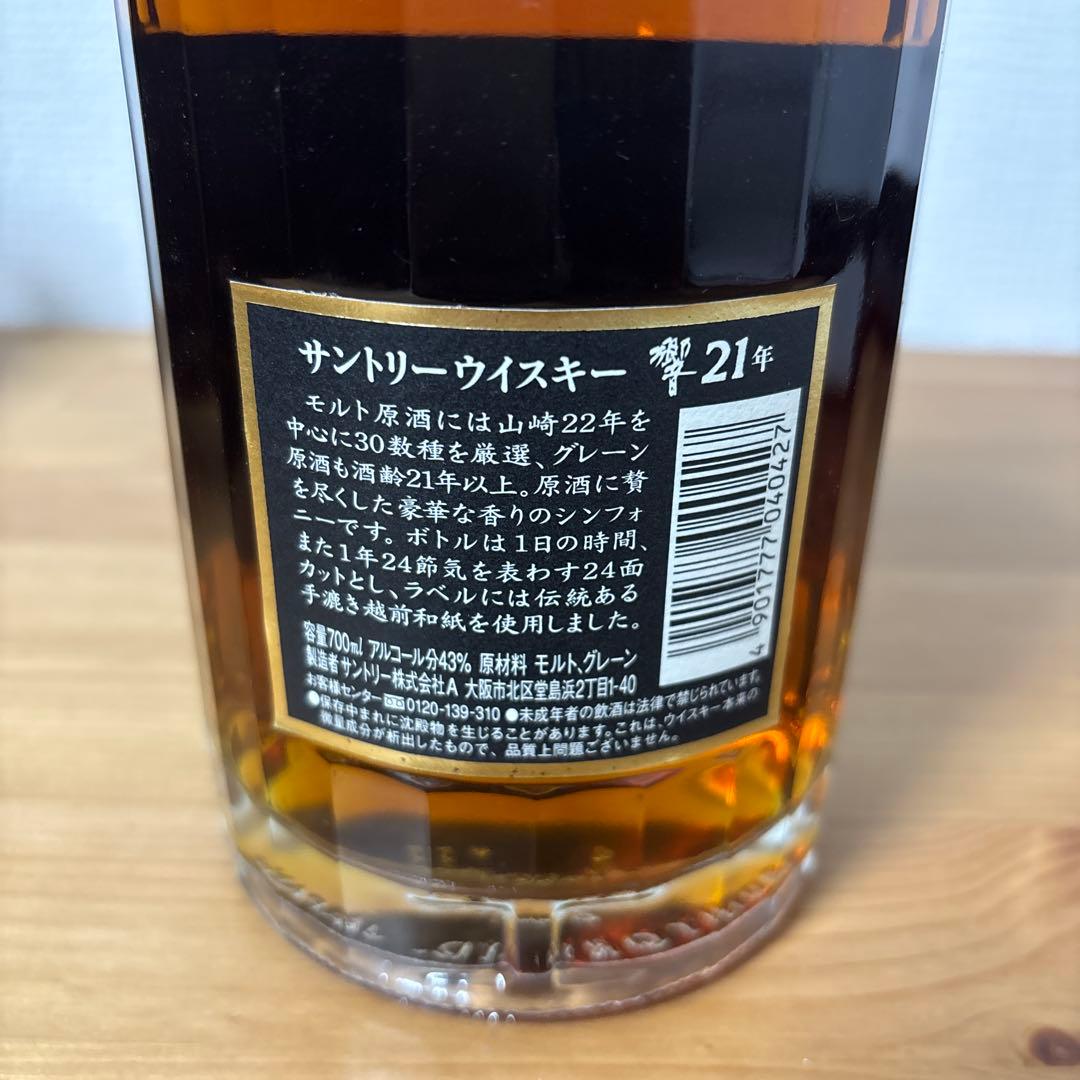 サントリーウイスキー 響 21年
モルト原酒には山崎22年を
中心に30数種を厳選、グレーン
原酒も酒齢21年以上。原酒に贅
を尽くした豪華な香りのシンフォ
ニーです。ボトルは1日の時間、
また1年24節気を表わす24面
カットとし、ラベルには伝統ある
手漉き越前和紙を使用しました。
容量700ml アルコール分43% 原材料 モルト、グレーン
製造者 サントリー株式会社A 大阪市北区堂島浜2丁目1-40
お客様センター 0120-139-310 ●未成年者の飲酒は法律で禁じられています。
●保存中まれに沈殿物を生じることがあります。これは、ウイスキー本来の
微量成分が析出したもので、品質上問題ございません。
4 901777 040427